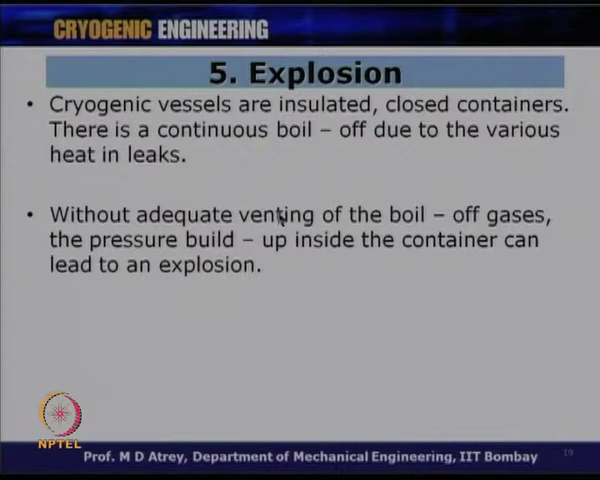 CRYOGENIC ENGINEERING
5. Explosion
• Cryogenic vessels are insulated, closed containers.
There is a continuous boil – off due to the various
heat in leaks.
• Without adequate venting of the boil – off gases,
the pressure build – up inside the container can
lead to an explosion.
NPTEL
Prof. M D Atrey, Department of Mechanical Engineering, IIT Bombay
19